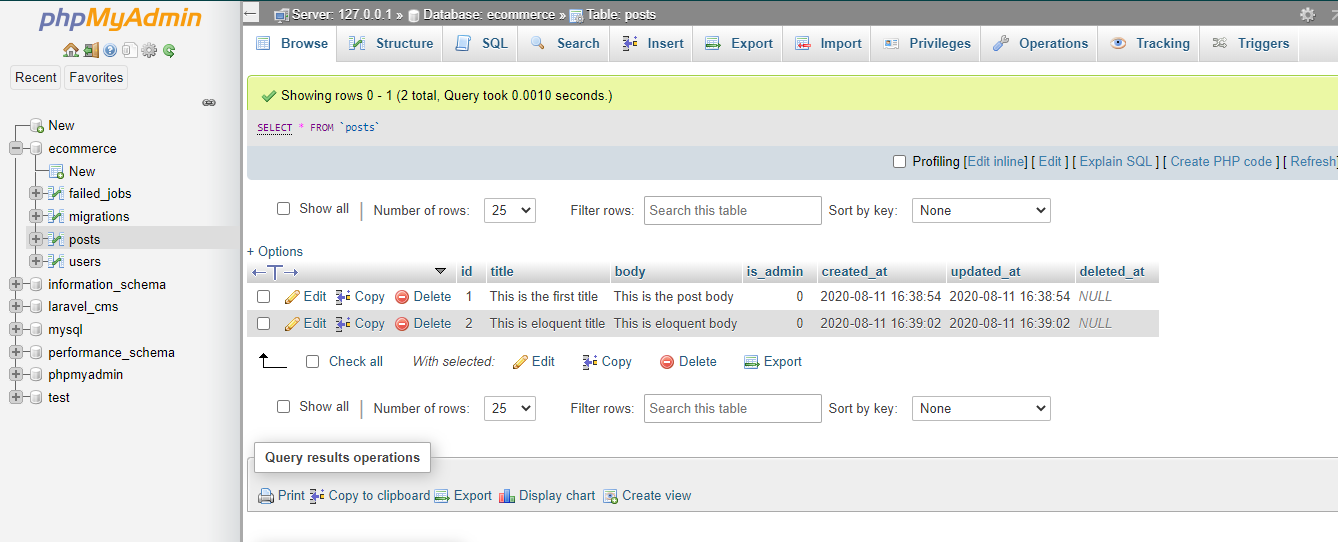 phpMyAdmin
Recent Favorites
New
ecommerce
New
failed_jobs
migrations
posts
users
information_schema
laravel_cms
mysql
performance_schema
phpmyadmin
test
Server: 127.0.0.1 » Database: ecommerce » Table: posts
Browse Structure SQL Search Insert Export Import Privileges Operations Tracking Triggers
Showing rows 0 - 1 (2 total, Query took 0.0010 seconds.)
SELECT * FROM `posts`
Profiling [Edit inline] [ Edit ] [ Explain SQL ] [ Create PHP code ] [ Refresh]
Show all | Number of rows: 25 Filter rows: Search this table Sort by key: None
+ Options
←T→ id title body is_admin created_at updated_at deleted_at
Edit Copy Delete 1 This is the first title This is the post body 0 2020-08-11 16:38:54 2020-08-11 16:38:54 NULL
Edit Copy Delete 2 This is eloquent title This is eloquent body 0 2020-08-11 16:39:02 2020-08-11 16:39:02 NULL
Check all With selected: Edit Copy Delete Export
Show all | Number of rows: 25 Filter rows: Search this table Sort by key: None
Query results operations
Print Copy to clipboard Export Display chart Create view